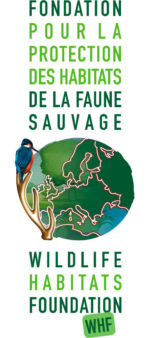 FONDATION
POUR LA
PROTECTION
DES HABITATS
DE LA FAUNE
SAUVAGE
WILDLIFE
HABITATS
FOUNDATION
WHF